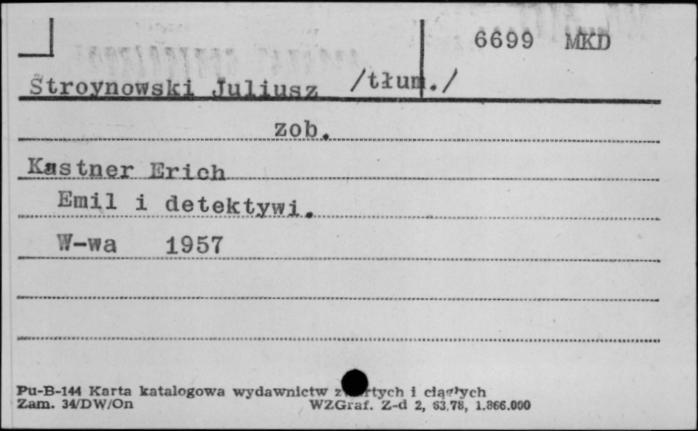 6699 MKD
Stroynowski Juliusz /tłum./
zob.
Kastner Erich
Emil i detektywi.
W-wa 1957
Pu-B-144 Karta katalogowa wydawnictw i ciągłych
Zam. 34/DW/On WZGraf. Z-d 2, 63.78, 1.866.000